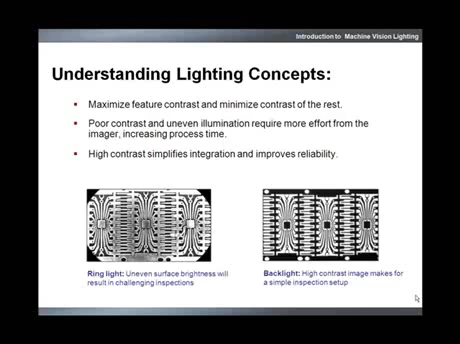 Introduction to Machine Vision Lighting
Understanding Lighting Concepts:
Maximize feature contrast and minimize contrast of the rest.
Poor contrast and uneven illumination require more effort from the
imager, increasing process time.
High contrast simplifies integration and improves reliability.
Ring light: Uneven surface brightness will
result in challenging inspections
Backlight: High contrast image makes for
a simple inspection setup